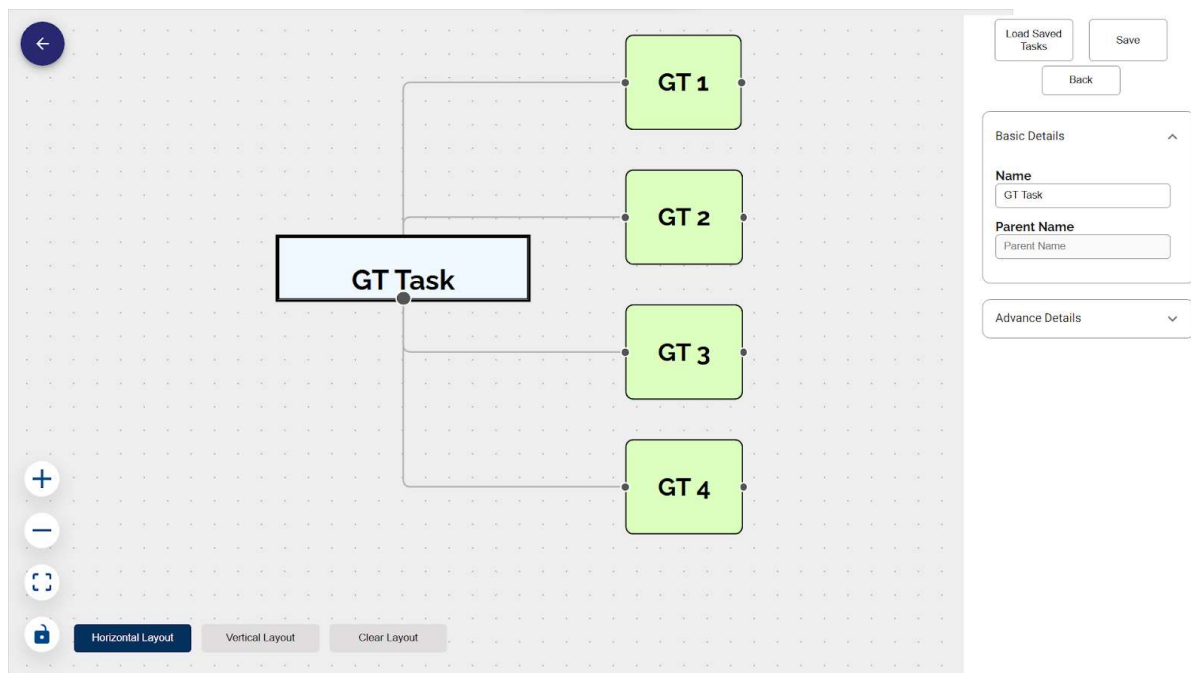 GT 1
GT 2
GT Task
GT 3
GT 4
Horizontal Layout
Vertical Layout
Clear Layout
Load Saved
Tasks
Save
Back
Basic Details
Name
GT Task
Parent Name
Parent Name
Advance Details